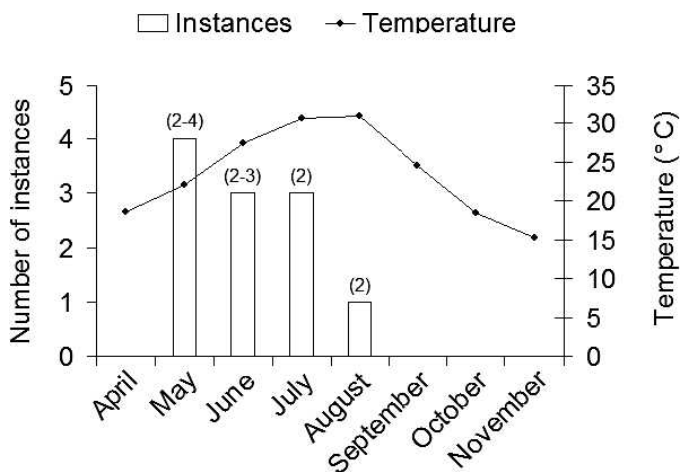 Instances Temperature
Number of instances
5
4
3
2
1
0
(2-4)
(2-3)
(2)
(2)
35
30
25
20
15
10
5
0
Temperature (°C)
April
May
June
July
August
September
October
November